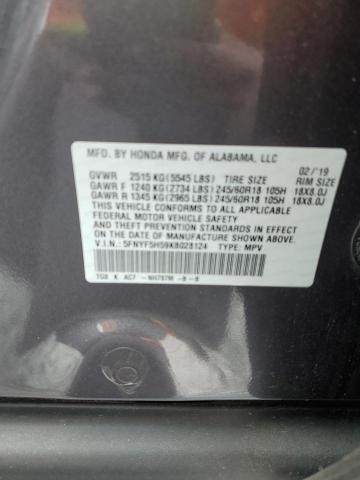 MFD. BY HONDA MFG. OF ALABAMA, LLC 02/'19
GVWR 2515 KG (5545 LBS) TIRE SIZE RIM SIZE
GAWR F 1240 KG (2734 LBS) 245/60R18 105H 18X8.0J
GAWR R 1345 KG (2965 LBS) 245/60R18 105H 18X8.0J
THIS VEHICLE CONFORMS TO ALL APPLICABLE
FEDERAL MOTOR VEHICLE SAFETY
AND THEFT PREVENTION STANDARDS IN EFFECT
ON THE DATE OF MANUFACTURE SHOWN ABOVE.
V.I.N.: 5FNYF5H59KB028124 TYPE: MPV
TG8 K AC7 -NH797M -B-B